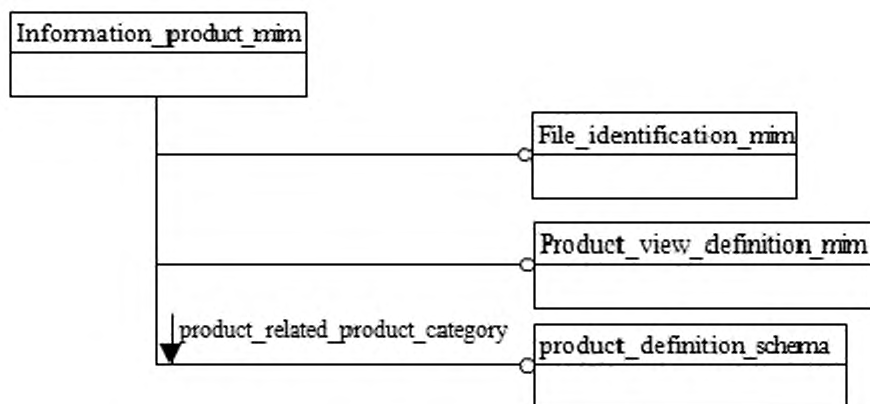 Information_product_mim
File_identification_mim
Product_view_definition_mim
product_related_product_category
product_definition_schema